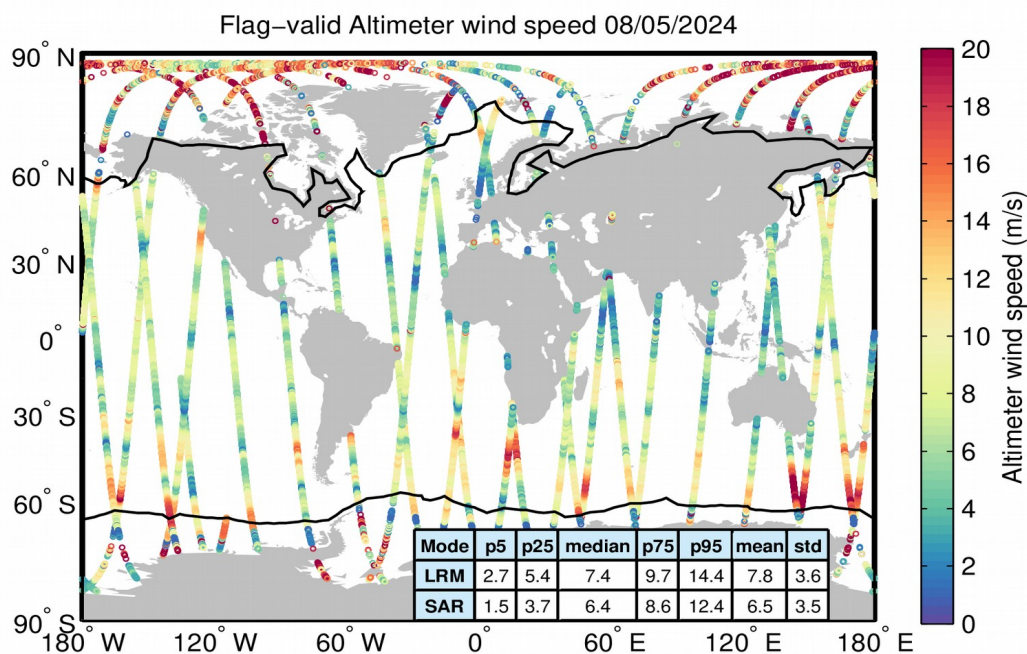 Flag−valid Altimeter wind speed 08/05/2024
90° N
60° N
30° N
0°
30° S
60° S
90° S
180° W
120° W
60° W
0°
60° E
120° E
180° E
20
18
16
14
12
10
8
6
4
2
0
Altimeter wind speed (m/s)
Mode p5 p25 median p75 p95 mean std
LRM 2.7 5.4 7.4 9.7 14.4 7.8 3.6
SAR 1.5 3.7 6.4 8.6 12.4 6.5 3.5